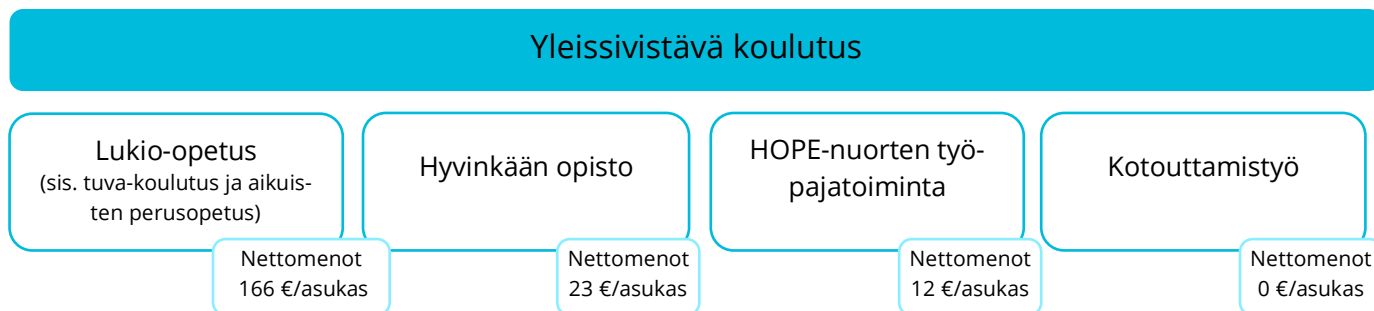 Yleissivistävä koulutus
Lukio-opetus
(sis. tuva-koulutus ja aikuis-
ten perusopetus)
Nettomenot
166 €/asukas
Hyvinkään opisto
Nettomenot
23 €/asukas
HOPE-nuorten työ-
pajatoiminta
Nettomenot
12 €/asukas
Kotouttamistyö
Nettomenot
0 €/asukas